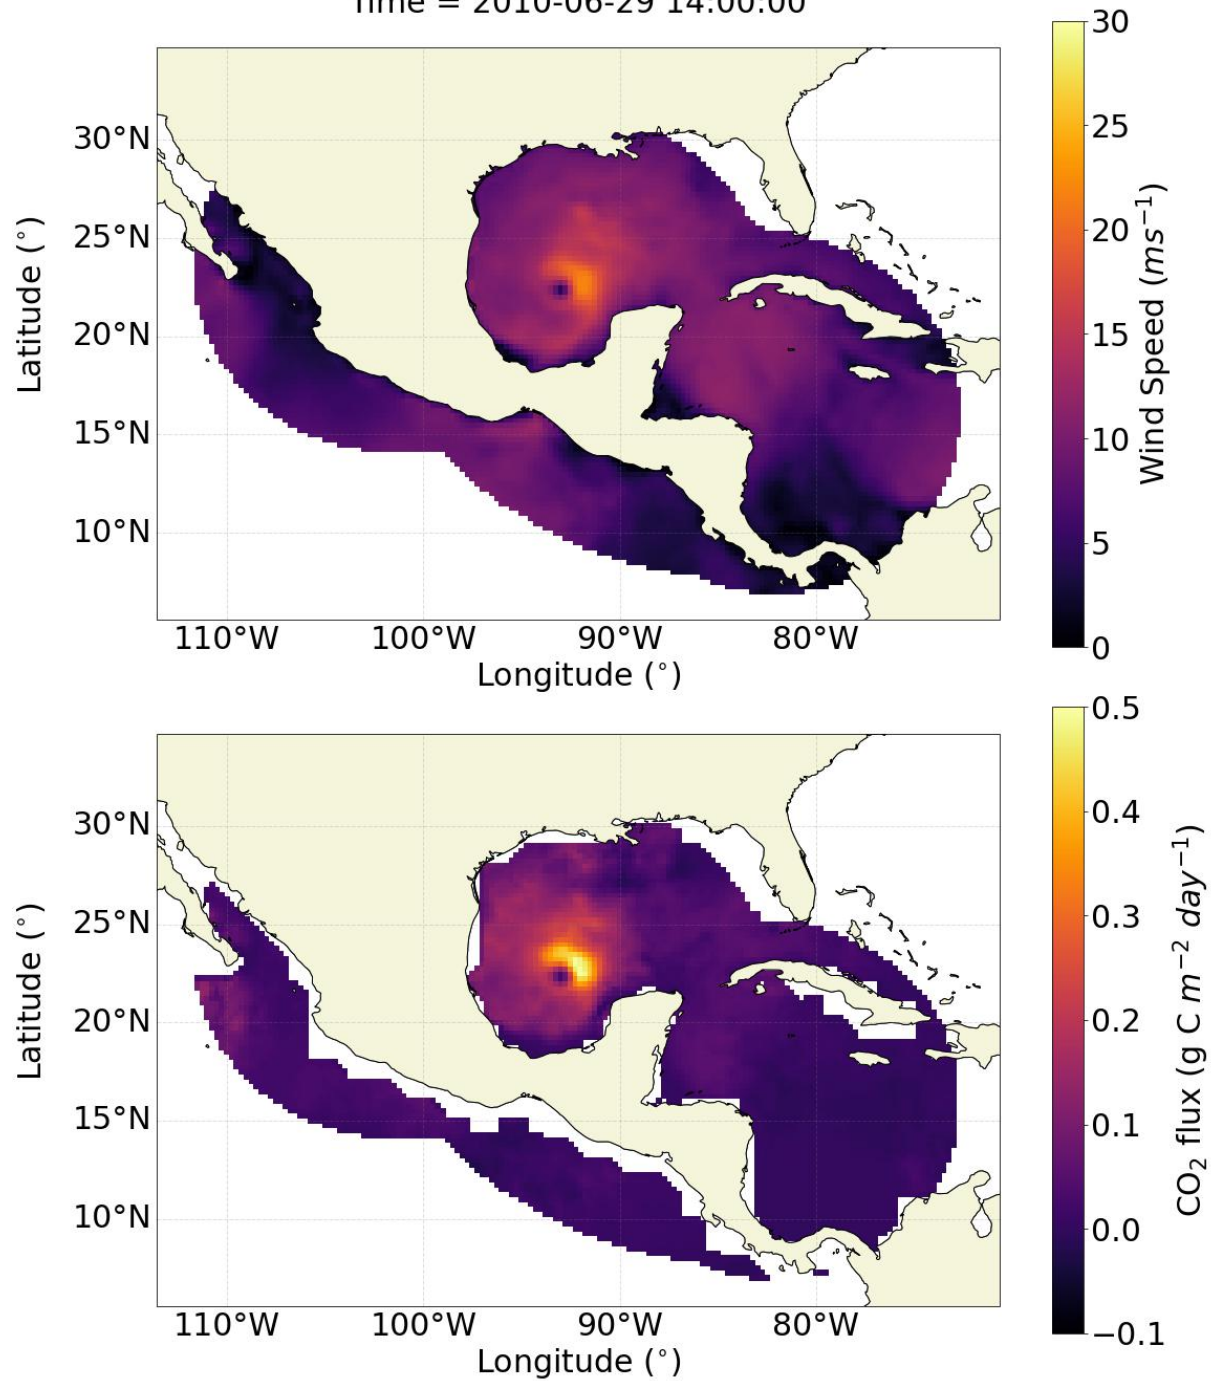 Time = 2010-06-29 14:00:00
30°N
25°N
20°N
15°N
10°N
Latitude (°)
110°W 100°W 90°W 80°W
Longitude (°)
30
25
20
15
10
5
0
Wind Speed (ms⁻¹)
30°N
25°N
20°N
15°N
10°N
Latitude (°)
110°W 100°W 90°W 80°W
Longitude (°)
0.5
0.4
0.3
0.2
0.1
0.0
−0.1
CO₂ flux (g C m⁻² day⁻¹)